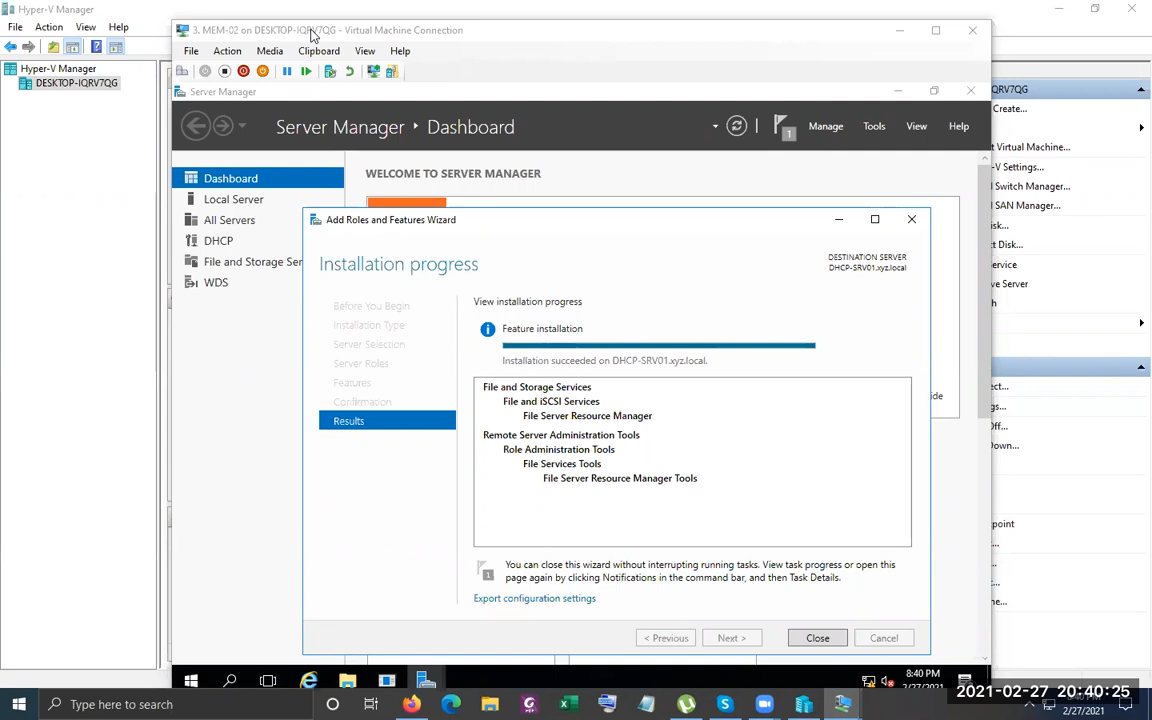 Hyper-V Manager
File Action View Help
Hyper-V Manager
DESKTOP-IQRV7QG
3. MEM-02 on DESKTOP-IQRV7QG - Virtual Machine Connection
File Action Media Clipboard View Help
Server Manager
Server Manager • Dashboard
1
Manage Tools View Help
Dashboard
Local Server
All Servers
DHCP
File and Storage Ser
WDS
WELCOME TO SERVER MANAGER
Add Roles and Features Wizard
Installation progress
DESTINATION SERVER
DHCP-SRV01.xyz.local
Before You Begin
Installation Type
Server Selection
Server Roles
Features
Confirmation
Results
View installation progress
Feature installation
Installation succeeded on DHCP-SRV01.xyz.local.
File and Storage Services
File and iSCSI Services
File Server Resource Manager
Remote Server Administration Tools
Role Administration Tools
File Services Tools
File Server Resource Manager Tools
1
You can close this wizard without interrupting running tasks. View task progress or open this
page again by clicking Notifications in the command bar, and then Task Details.
Export configuration settings
< Previous Next > Close Cancel
ide
QRV7QG
Create...
t Virtual Machine...
-V Settings...
l Switch Manager...
l SAN Manager...
sk...
ct Disk...
ervice
e Server
h
ect...
gs...
Off...
Down...
point
e...
8:40 PM
2021-02-27 20:40:25
Type here to search
2/27/2021